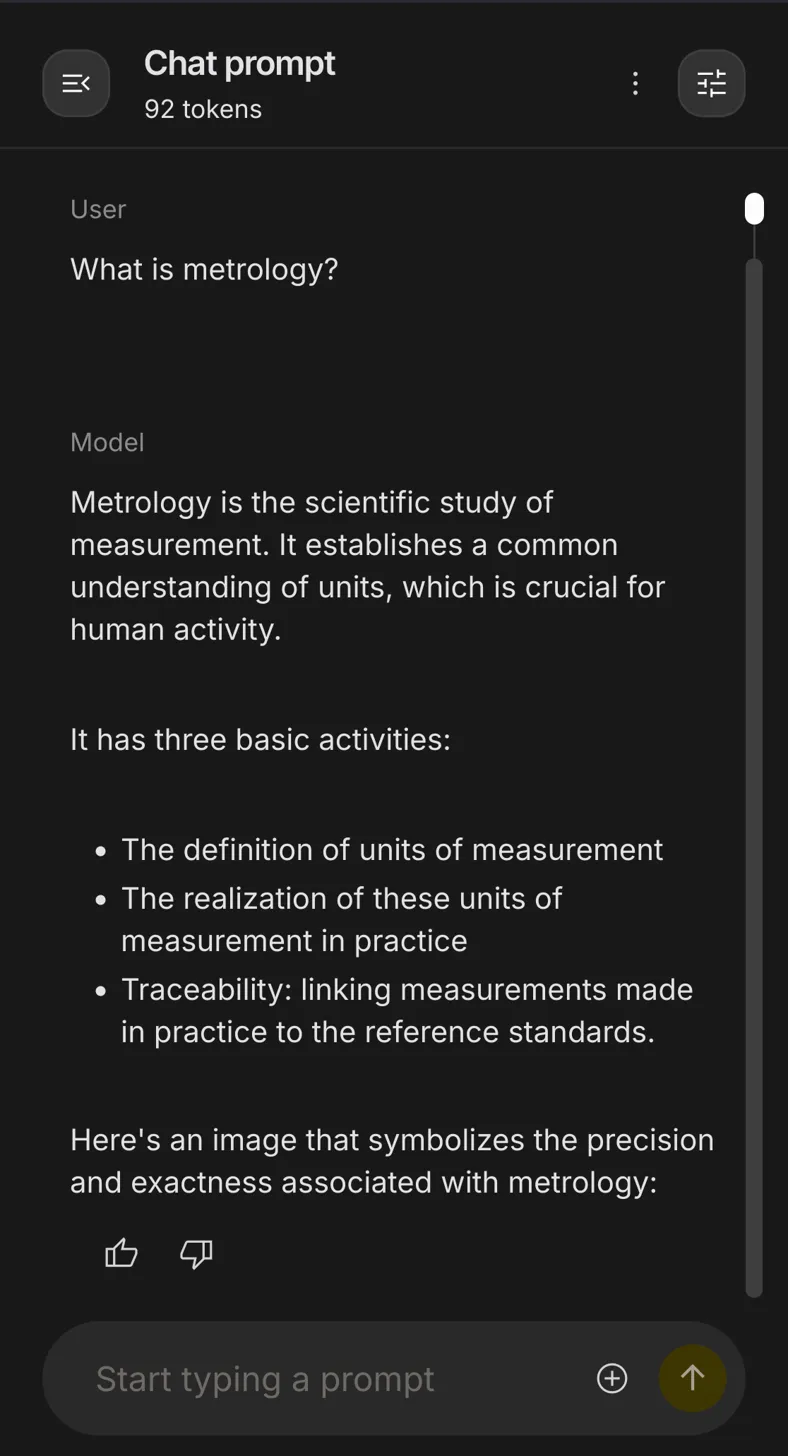 Chat prompt
92 tokens
User
What is metrology?
Model
Metrology is the scientific study of
measurement. It establishes a common
understanding of units, which is crucial for
human activity.
It has three basic activities:
• The definition of units of measurement
• The realization of these units of
measurement in practice
• Traceability: linking measurements made
in practice to the reference standards.
Here's an image that symbolizes the precision
and exactness associated with metrology:
Start typing a prompt